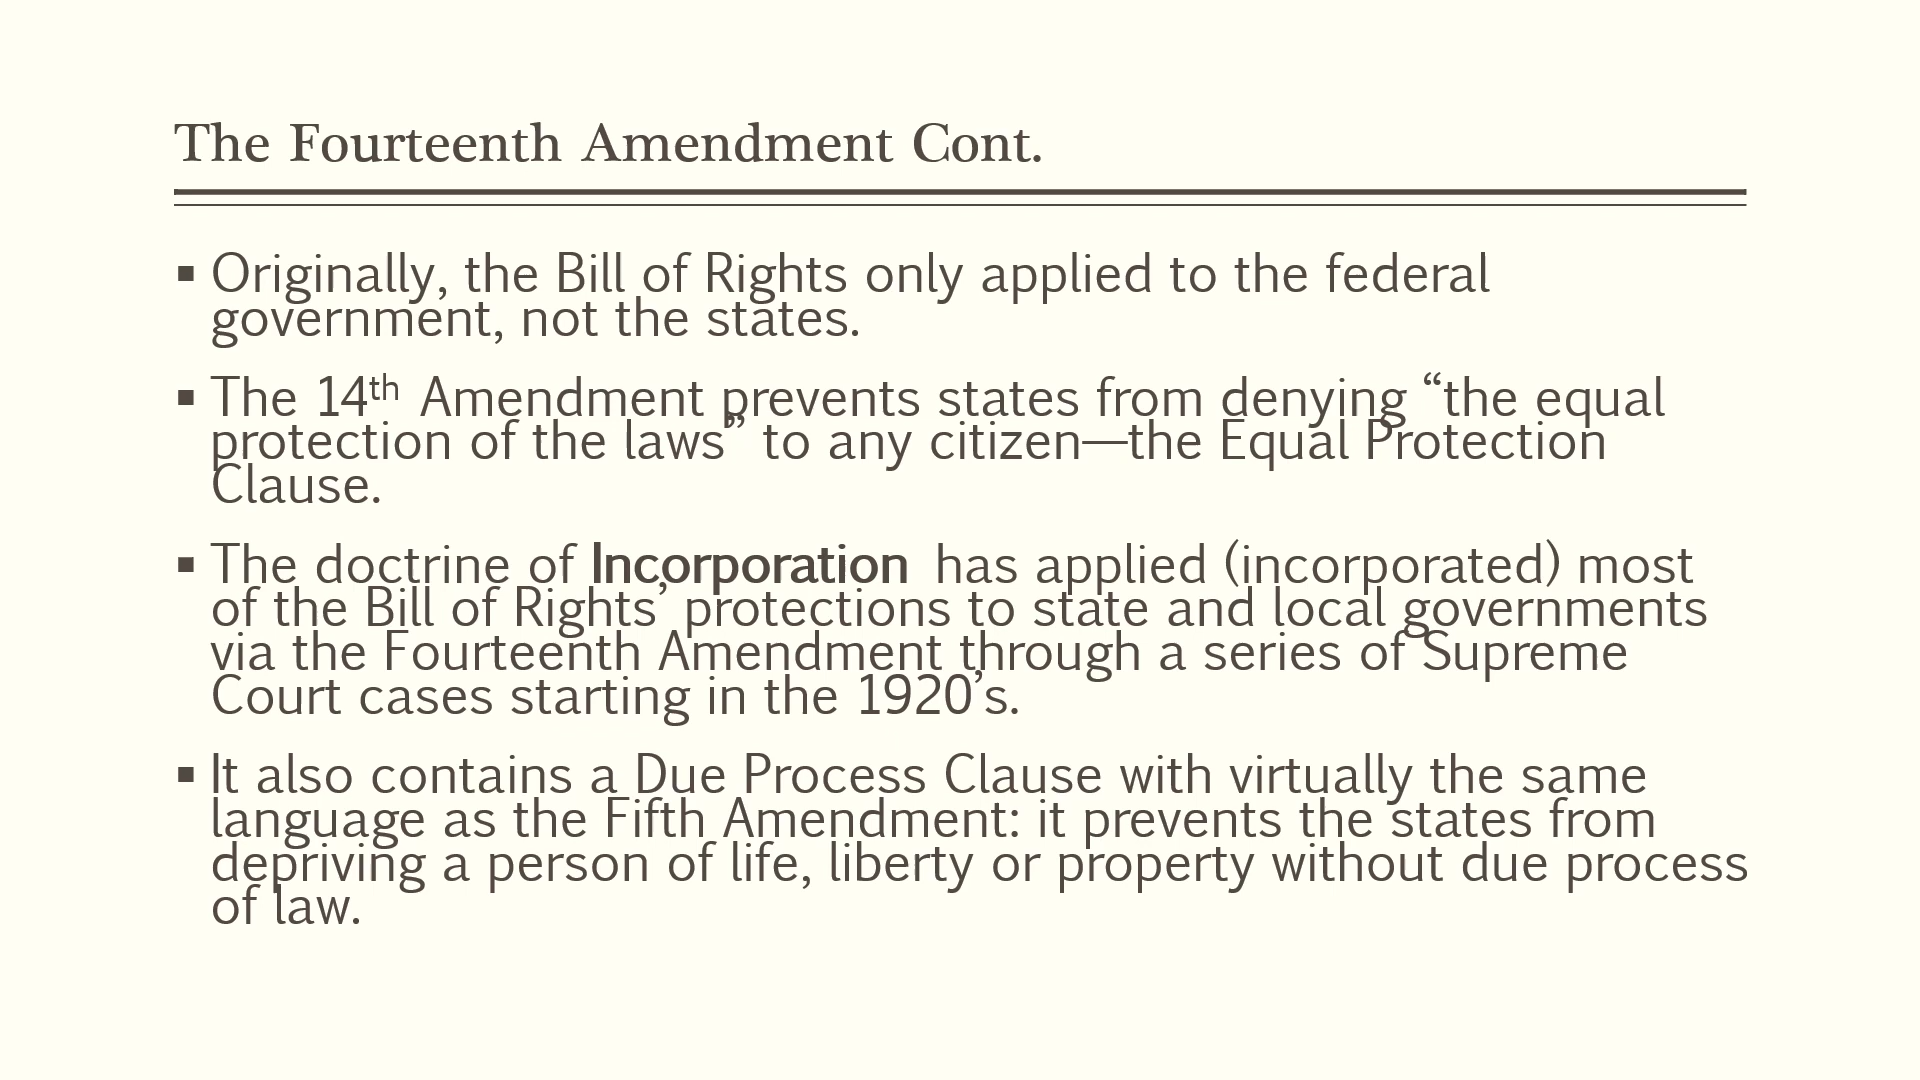 The Fourteenth Amendment Cont.
▪ Originally, the Bill of Rights only applied to the federal
government, not the states.
▪ The 14th Amendment prevents states from denying “the equal
protection of the laws” to any citizen—the Equal Protection
Clause.
▪ The doctrine of Incorporation has applied (incorporated) most
of the Bill of Rights’ protections to state and local governments
via the Fourteenth Amendment through a series of Supreme
Court cases starting in the 1920’s.
▪ It also contains a Due Process Clause with virtually the same
language as the Fifth Amendment: it prevents the states from
depriving a person of life, liberty or property without due process
of law.